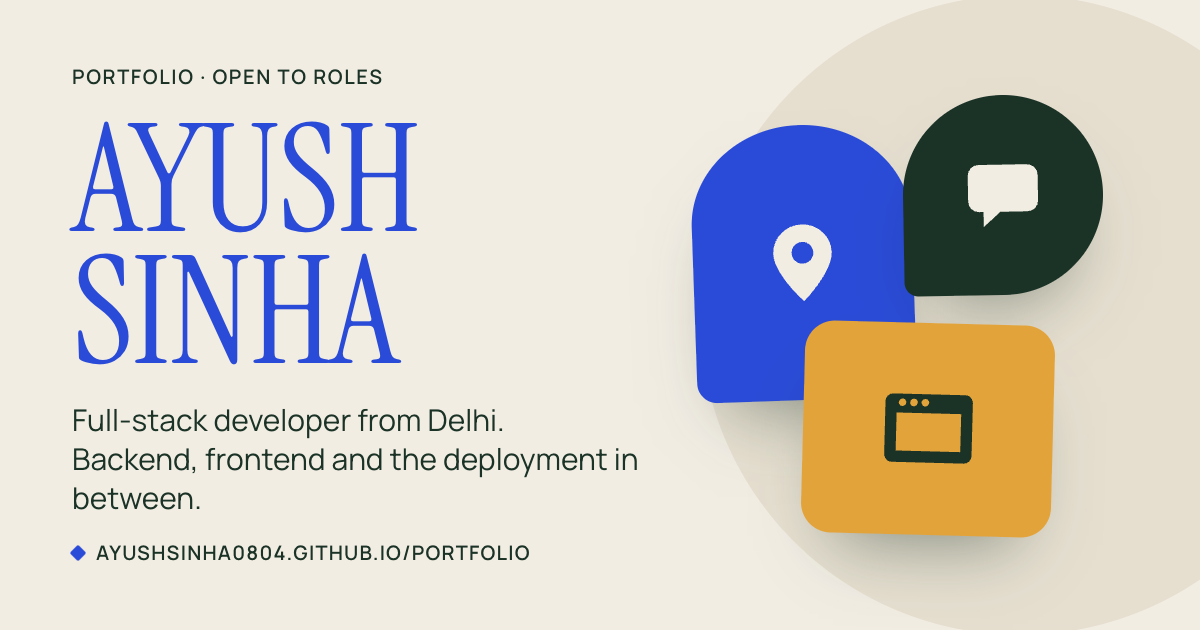 PORTFOLIO · OPEN TO ROLES
AYUSH
SINHA
Full-stack developer from Delhi.
Backend, frontend and the deployment in
between.
AYUSHSINHA0804.GITHUB.IO/PORTFOLIO